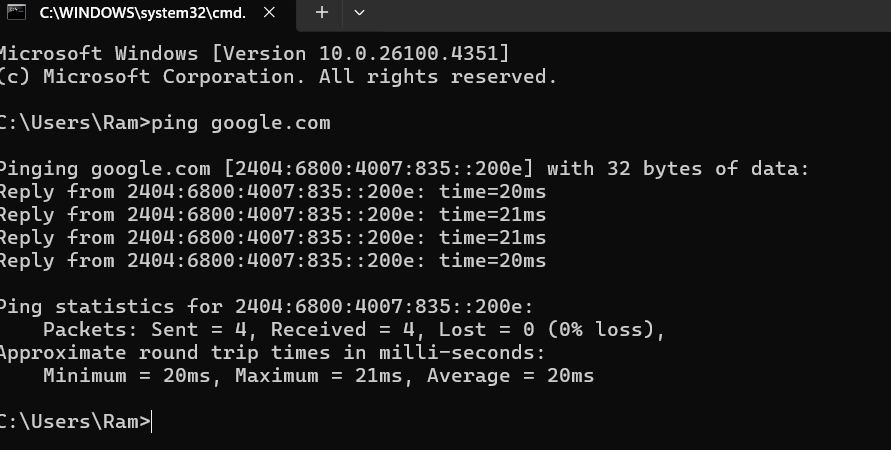 C:\WINDOWS\system32\cmd.
Microsoft Windows [Version 10.0.26100.4351]
(c) Microsoft Corporation. All rights reserved.
C:\Users\Ram>ping google.com
Pinging google.com [2404:6800:4007:835::200e] with 32 bytes of data:
Reply from 2404:6800:4007:835::200e: time=20ms
Reply from 2404:6800:4007:835::200e: time=21ms
Reply from 2404:6800:4007:835::200e: time=21ms
Reply from 2404:6800:4007:835::200e: time=20ms
Ping statistics for 2404:6800:4007:835::200e:
    Packets: Sent = 4, Received = 4, Lost = 0 (0% loss),
Approximate round trip times in milli-seconds:
    Minimum = 20ms, Maximum = 21ms, Average = 20ms
C:\Users\Ram>